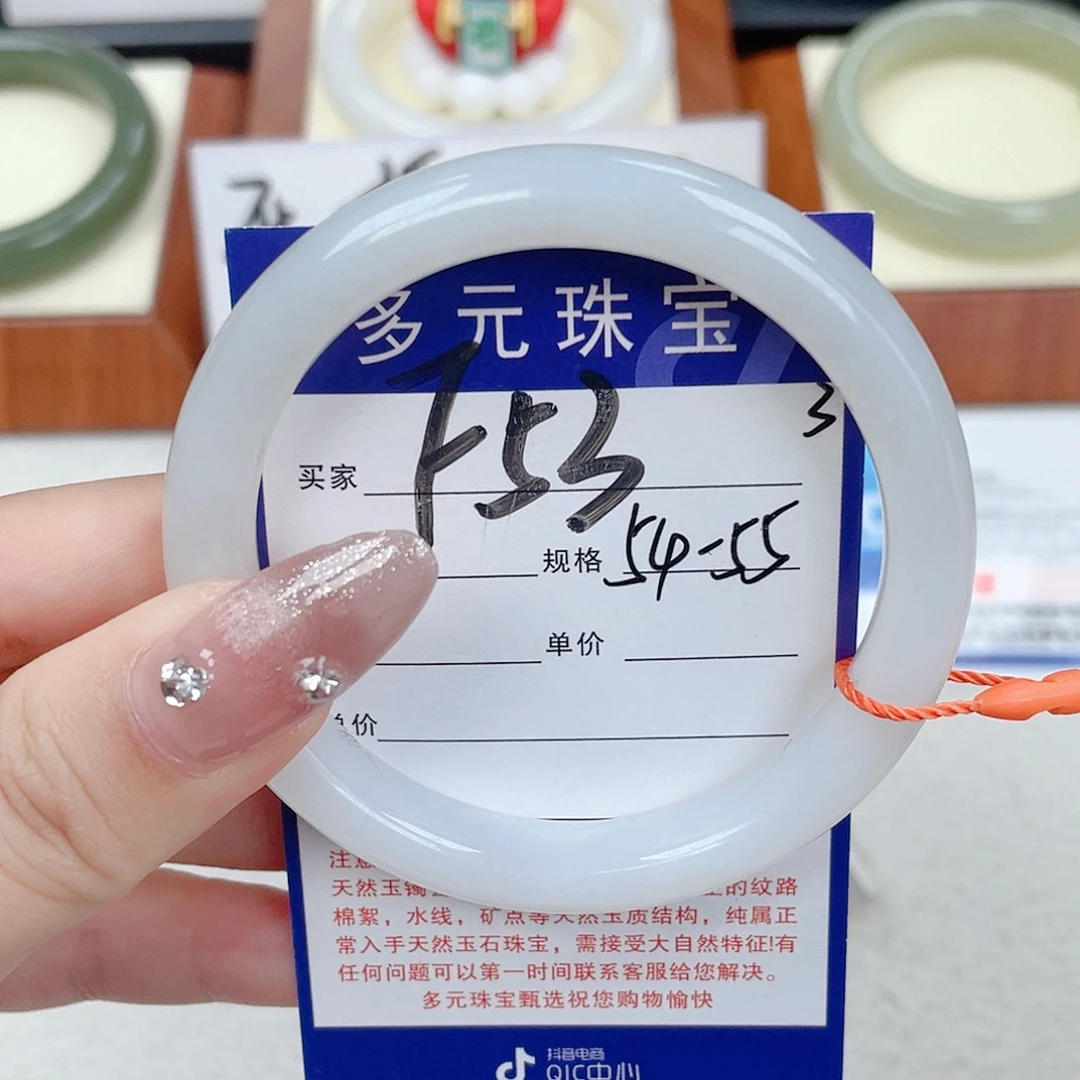 多元珠宝
3
F53
买家
规格 54-55
单价
价
天然玉镯
的纹路
棉絮，水线，矿点等天然玉质结构，纯属正
常入手天然玉石珠宝，需接受大自然特征!有
任何问题可以第一时间联系客服给您解决。
多元珠宝甄选祝您购物愉快
抖音电商
QIC中心